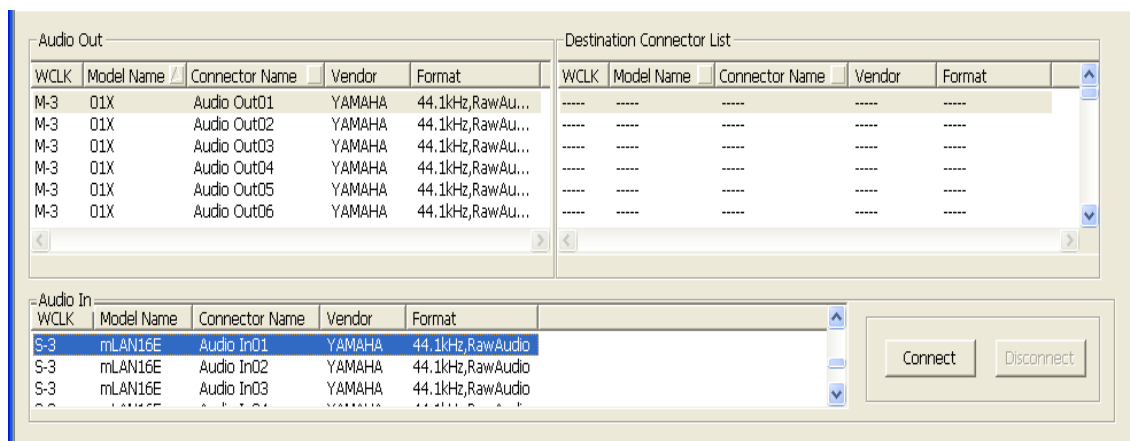 Audio Out
WCLK Model Name Connector Name Vendor Format
M-3 01X Audio Out01 YAMAHA 44.1kHz,RawAu...
M-3 01X Audio Out02 YAMAHA 44.1kHz,RawAu...
M-3 01X Audio Out03 YAMAHA 44.1kHz,RawAu...
M-3 01X Audio Out04 YAMAHA 44.1kHz,RawAu...
M-3 01X Audio Out05 YAMAHA 44.1kHz,RawAu...
M-3 01X Audio Out06 YAMAHA 44.1kHz,RawAu...
Destination Connector List
WCLK Model Name Connector Name Vendor Format
----- ----- ----- ----- -----
----- ----- ----- ----- -----
----- ----- ----- ----- -----
----- ----- ----- ----- -----
----- ----- ----- ----- -----
----- ----- ----- ----- -----
Audio In
WCLK Model Name Connector Name Vendor Format
S-3 mLAN16E Audio In01 YAMAHA 44.1kHz,RawAudio
S-3 mLAN16E Audio In02 YAMAHA 44.1kHz,RawAudio
S-3 mLAN16E Audio In03 YAMAHA 44.1kHz,RawAudio
Connect Disconnect